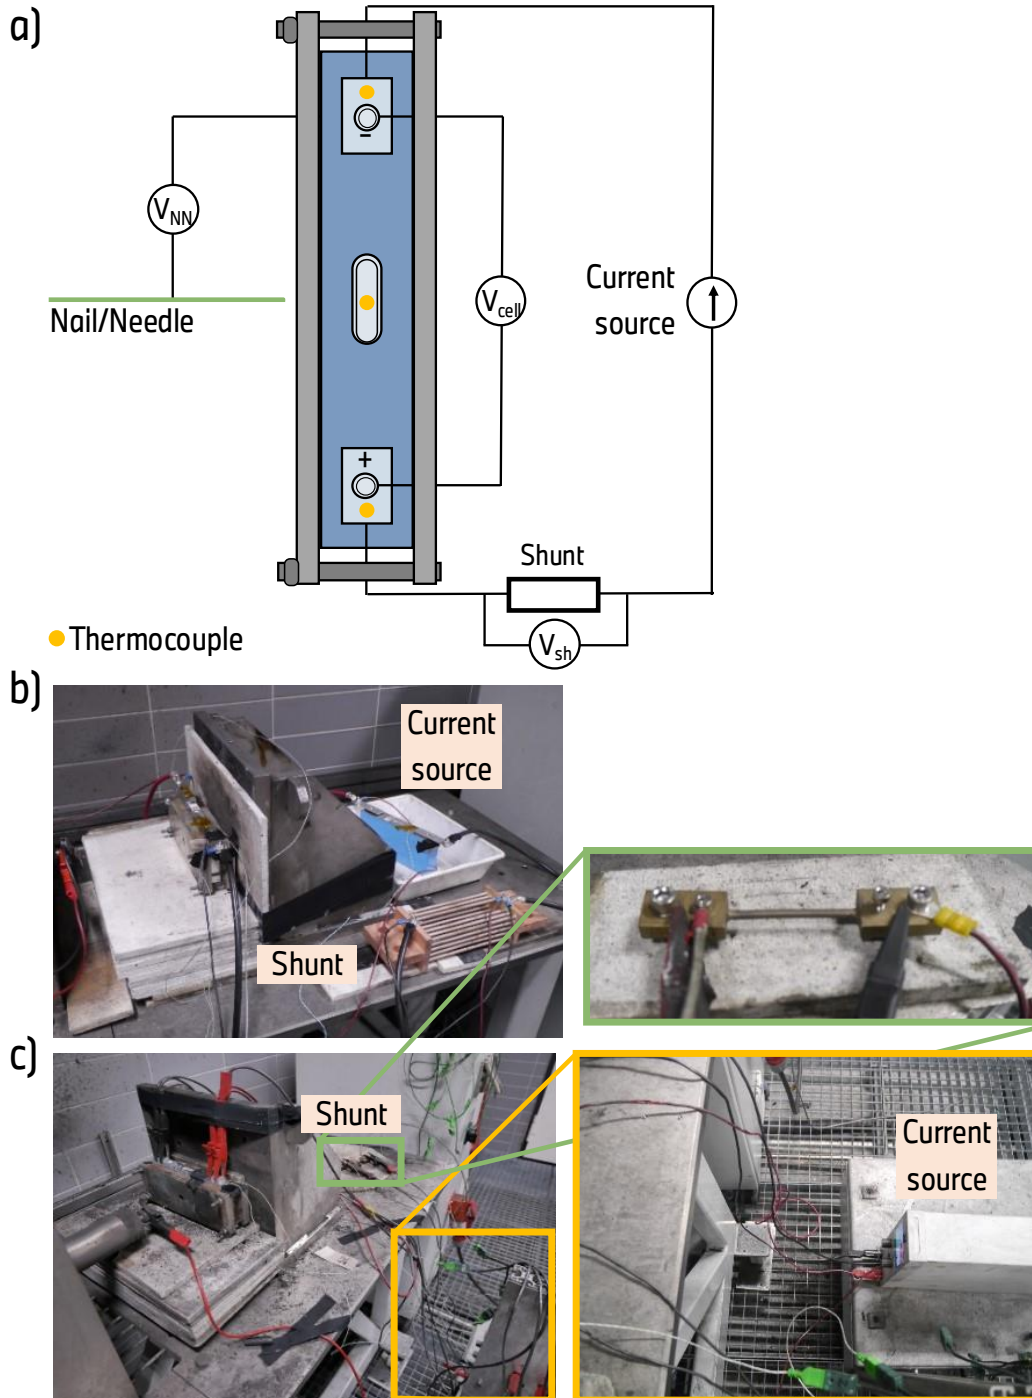 a)
−
V_NN
Nail/Needle
V_cell
Current
source
+
Shunt
V_sh
Thermocouple
b)
Current
source
Shunt
c)
Shunt
Current
source